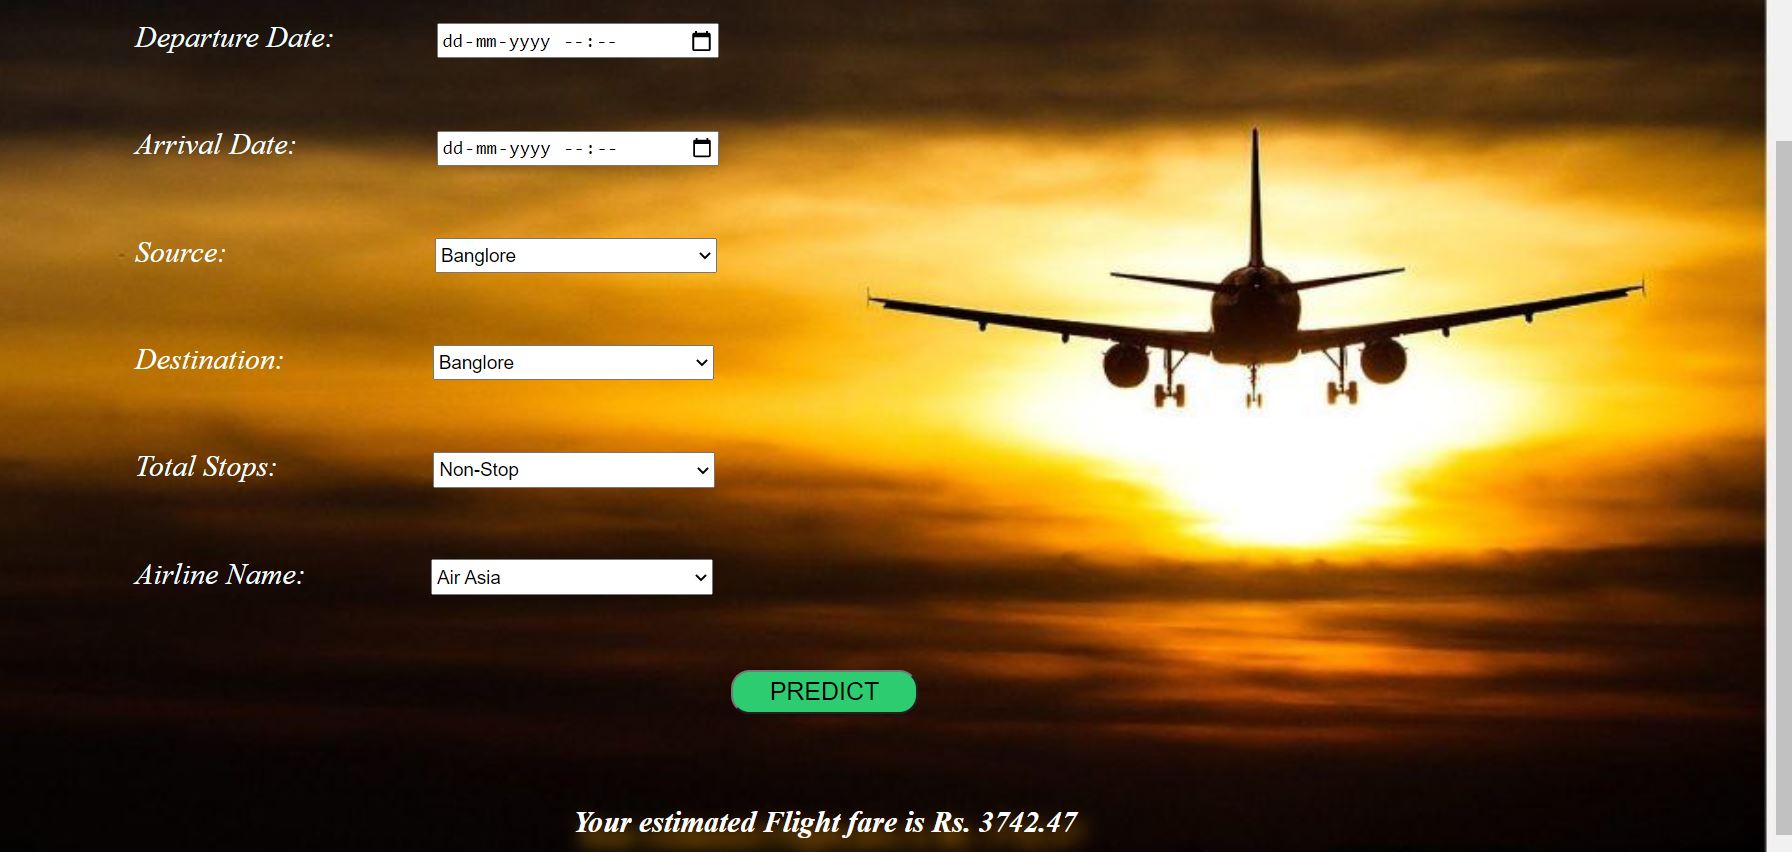 Departure Date: dd-mm-yyyy --:--
Arrival Date: dd-mm-yyyy --:--
Source: Banglore
Destination: Banglore
Total Stops: Non-Stop
Airline Name: Air Asia
PREDICT
Your estimated Flight fare is Rs. 3742.47